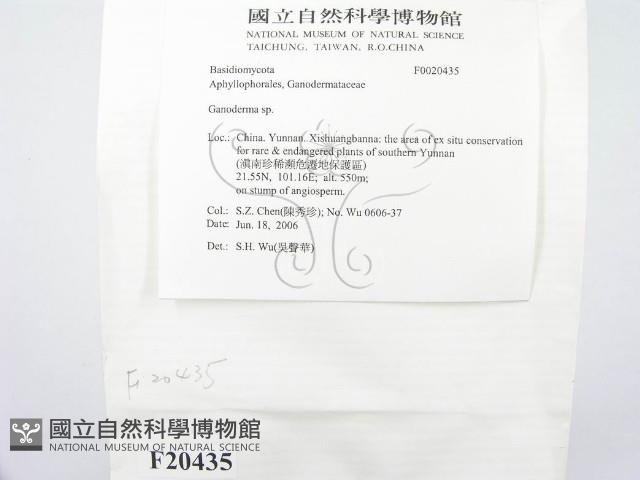 國立自然科學博物館
NATIONAL MUSEUM OF NATURAL SCIENCE
TAICHUNG, TAIWAN, R.O.CHINA
Basidiomycota F0020435
Aphyllophorales, Ganodermataceae
Ganoderma sp.
Loc.: China. Yunnan. Xishuangbanna: the area of ex situ conservation
for rare & endangered plants of southern Yunnan
(滇南珍稀瀕危遷地保護區)
21.55N, 101.16E; alt. 550m;
on stump of angiosperm.
Col.: S.Z. Chen(陳秀珍); No. Wu 0606-37
Date: Jun. 18, 2006
Det.: S.H. Wu(吳聲華)
F20435
國立自然科學博物館
NATIONAL MUSEUM OF NATURAL SCIENCE
F20435